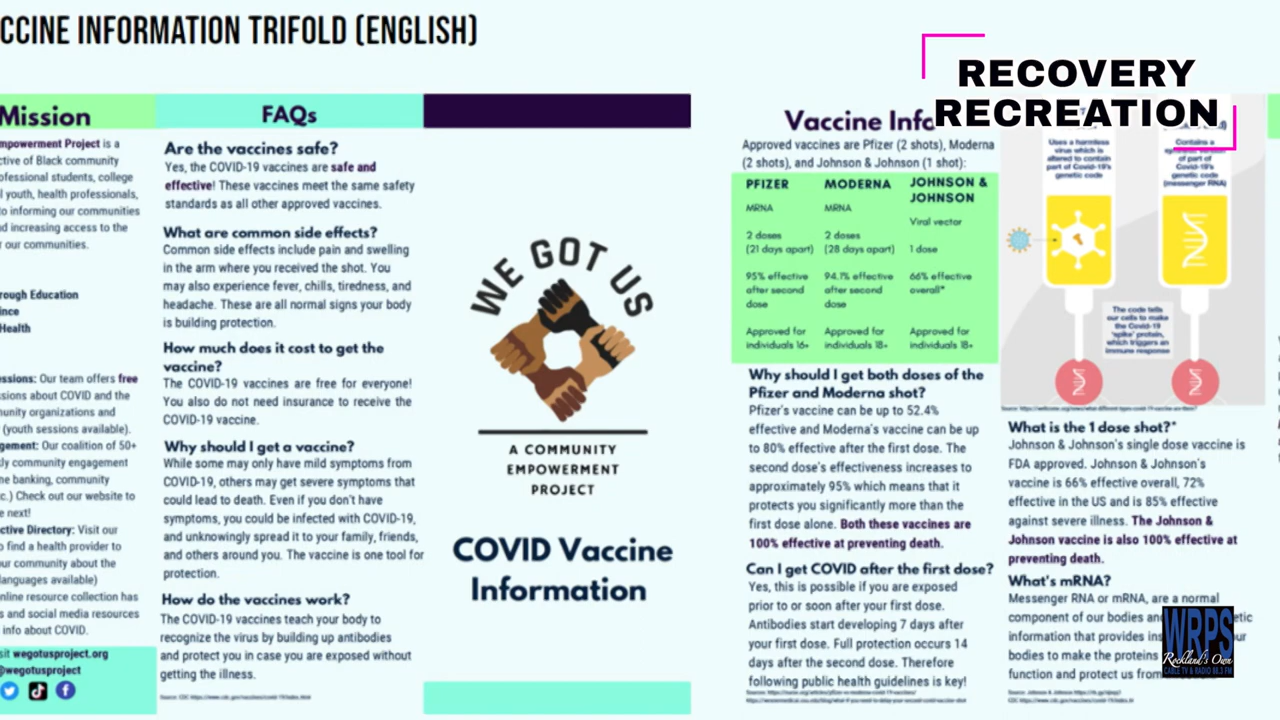 CCINE INFORMATION TRIFOLD (ENGLISH)
RECOVERY
RECREATION
Mission
mpowerment Project is a
ctive of Black community
ofessional students, college
l youth, health professionals,
to informing our communities
nd increasing access to the
r our communities.
rough Education
ince
Health
essions: Our team offers free
ssions about COVID and the
munity organizations and
(youth sessions available).
gement: Our coalition of 50+
ly community engagement
ne banking, community
c.) Check out our website to
e next!
ctive Directory: Visit our
o find a health provider to
ur community about the
languages available)
nline resource collection has
s and social media resources
info about COVID.
sit wegotusproject.org
@wegotusproject
FAQs
Are the vaccines safe?
Yes, the COVID-19 vaccines are safe and
effective! These vaccines meet the same safety
standards as all other approved vaccines.
What are common side effects?
Common side effects include pain and swelling
in the arm where you received the shot. You
may also experience fever, chills, tiredness, and
headache. These are all normal signs your body
is building protection.
How much does it cost to get the
vaccine?
The COVID-19 vaccines are free for everyone!
You also do not need insurance to receive the
COVID-19 vaccine.
Why should I get a vaccine?
While some may only have mild symptoms from
COVID-19, others may get severe symptoms that
could lead to death. Even if you don't have
symptoms, you could be infected with COVID-19,
and unknowingly spread it to your family, friends,
and others around you. The vaccine is one tool for
protection.
How do the vaccines work?
The COVID-19 vaccines teach your body to
recognize the virus by building up antibodies
and protect you in case you are exposed without
getting the illness.
WE GOT US
A COMMUNITY
EMPOWERMENT
PROJECT
COVID Vaccine
Information
Vaccine Info
Approved vaccines are Pfizer (2 shots), Moderna
(2 shots), and Johnson & Johnson (1 shot):
PFIZER MODERNA JOHNSON &
JOHNSON
MRNA MRNA Viral vector
2 doses 2 doses 1 dose
(21 days apart) (28 days apart)
95% effective 94.1% effective 66% effective
after second after second overall*
dose dose
Approved for Approved for Approved for
individuals 16+ individuals 18+ individuals 18+
Why should I get both doses of the
Pfizer and Moderna shot?
Pfizer's vaccine can be up to 52.4%
effective and Moderna's vaccine can be up
to 80% effective after the first dose. The
second dose's effectiveness increases to
approximately 95% which means that it
protects you significantly more than the
first dose alone. Both these vaccines are
100% effective at preventing death.
Can I get COVID after the first dose?
Yes, this is possible if you are exposed
prior to or soon after your first dose.
Antibodies start developing 7 days after
your first dose. Full protection occurs 14
days after the second dose. Therefore
following public health guidelines is key!
Uses a harmless
virus which is
altered to contain
part of Covid-19's
genetic code
Contains a
version
of part of
Covid-19's
genetic code
(messenger RNA)
The code tells
our cells to make
the Covid-19
'spike' protein,
which triggers an
immune response
What is the 1 dose shot?*
Johnson & Johnson's single dose vaccine is
FDA approved. Johnson & Johnson's
vaccine is 66% effective overall, 72%
effective in the US and is 85% effective
against severe illness. The Johnson &
Johnson vaccine is also 100% effective at
preventing death.
What's mRNA?
Messenger RNA or mRNA, are a normal
component of our bodies and etic
information that provides ins ur
bodies to make the proteins
function and protect us from
WRPS
Rockland's Own
CABLE TV & RADIO 88.3 FM